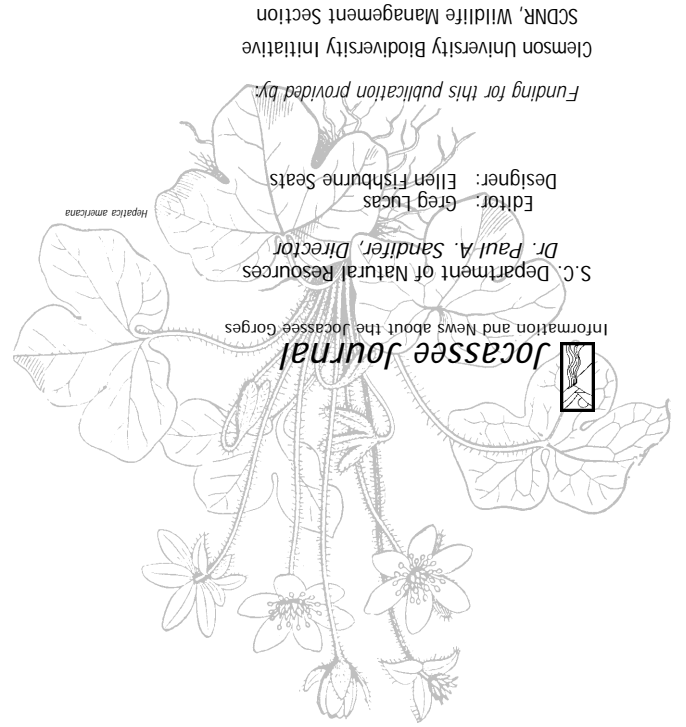 Jocassee Journal
Information and News about the Jocassee Gorges
S.C. Department of Natural Resources
Dr. Paul A. Sandifer, Director
Editor: Greg Lucas
Designer: Ellen Fishburne Seats
Hepatica americana
Funding for this publication provided by:
Clemson University Biodiversity Initiative
SCDNR, Wildlife Management Section